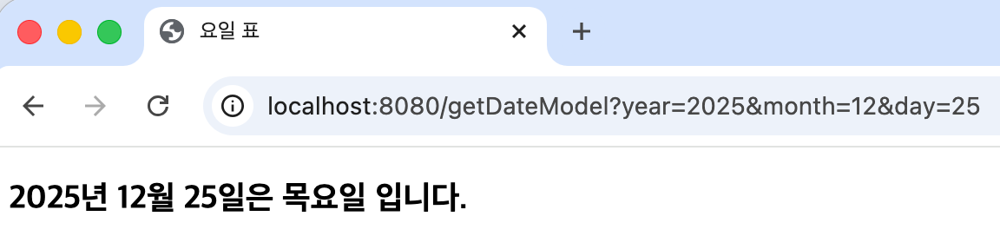 요일 표
localhost:8080/getDateModel?year=2025&month=12&day=25
2025년 12월 25일은 목요일 입니다.